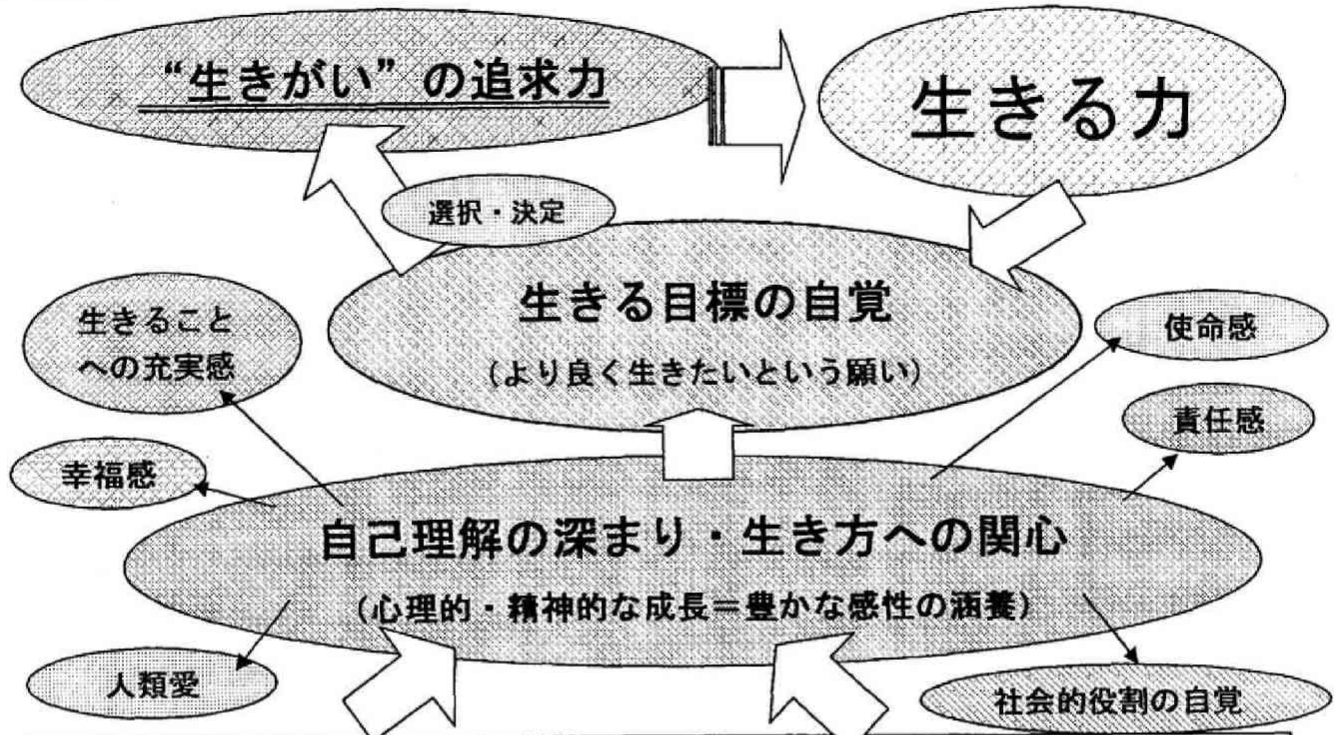 “生きがい”の追求力
生きる力
選択・決定
生きる目標の自覚
(より良く生きたいという願い)
生きること
への充実感
使命感
責任感
幸福感
自己理解の深まり・生き方への関心
(心理的・精神的な成長＝豊かな感性の涵養)
人類愛
社会的役割の自覚